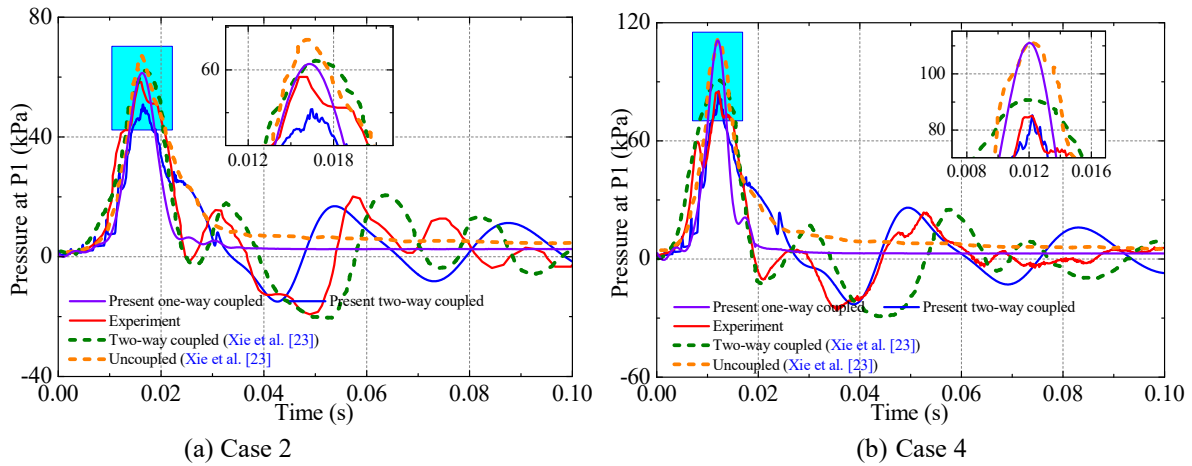 80
40
0
-40
Pressure at P1 (kPa)
60
0.012
0.018
Present one-way coupled
Present two-way coupled
Experiment
Two-way coupled (Xie et al. [23])
Uncoupled (Xie et al. [23]
0.00
0.02
0.04
0.06
0.08
0.10
Time (s)
(a) Case 2
120
60
0
-60
Pressure at P1 (kPa)
100
80
0.008
0.012
0.016
Present one-way coupled
Present two-way coupled
Experiment
Two-way coupled (Xie et al. [23])
Uncoupled (Xie et al. [23])
0.00
0.02
0.04
0.06
0.08
0.10
Time (s)
(b) Case 4